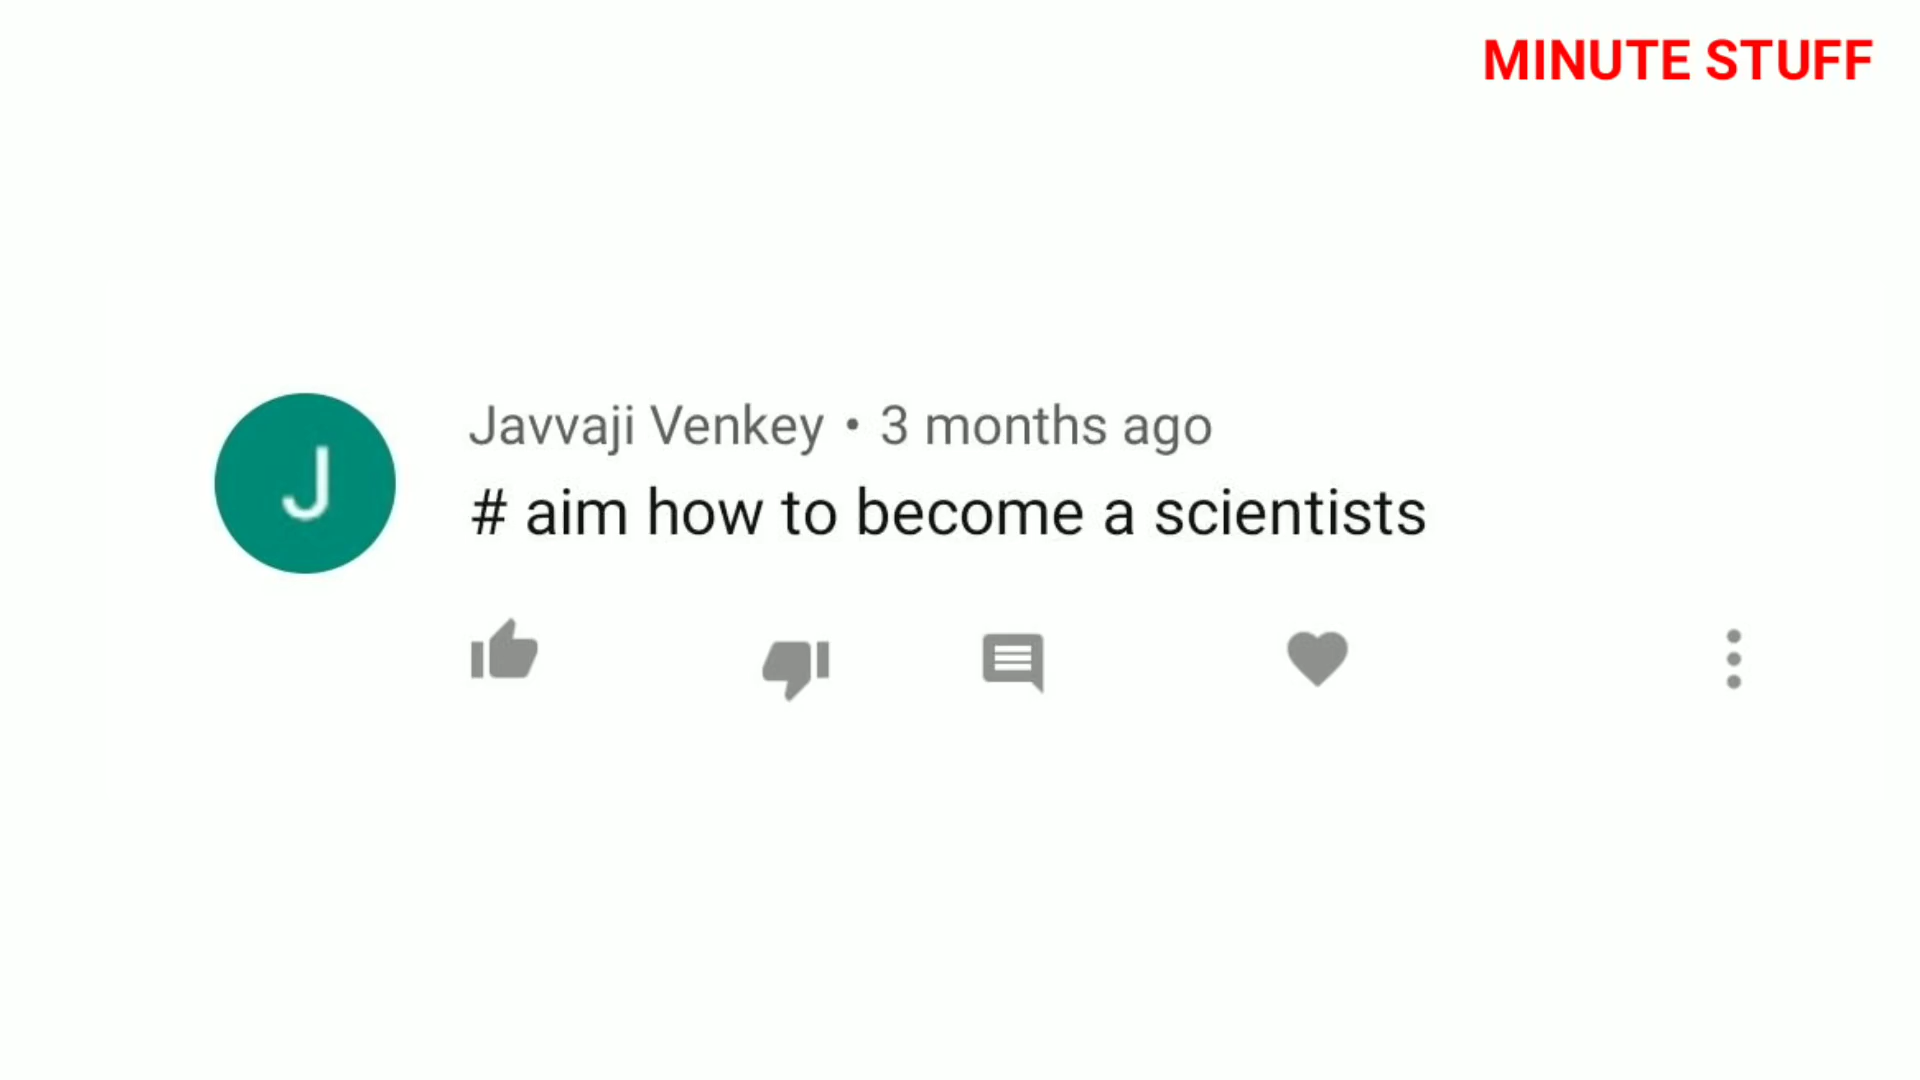 MINUTE STUFF
J
Javvaji Venkey • 3 months ago
# aim how to become a scientists